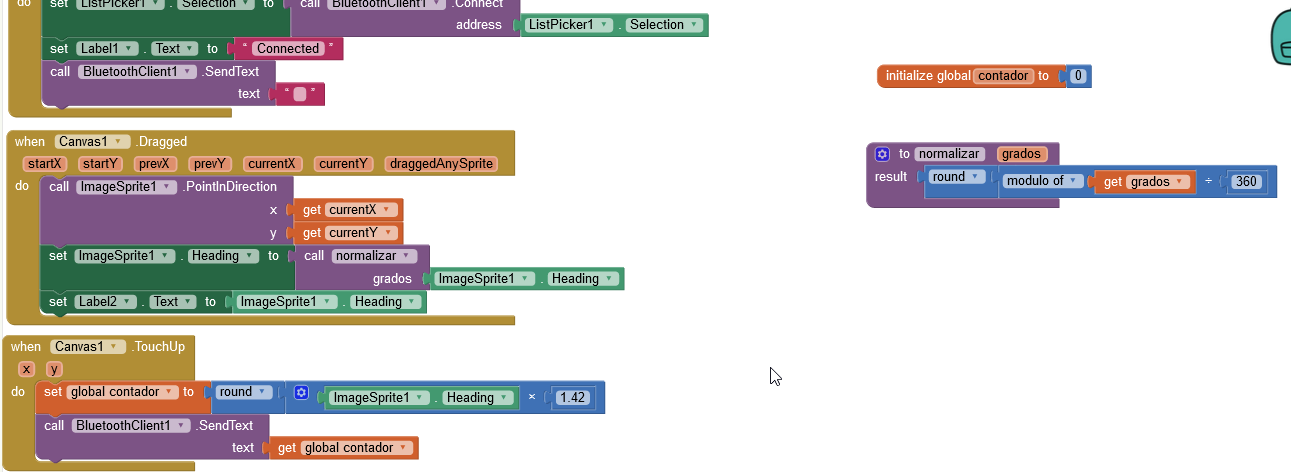 do set ListPicker1 . Selection to call BluetoothClient1 .Connect
address ListPicker1 . Selection
set Label1 . Text to “ Connected ”
call BluetoothClient1 .SendText
text “ ”
when Canvas1 .Dragged
startX startY prevX prevY currentX currentY draggedAnySprite
do call ImageSprite1 .PointInDirection
x get currentX
y get currentY
set ImageSprite1 . Heading to call normalizar
grados ImageSprite1 . Heading
set Label2 . Text to ImageSprite1 . Heading
when Canvas1 .TouchUp
x y
do set global contador to round ImageSprite1 . Heading × 1.42
call BluetoothClient1 .SendText
text get global contador
initialize global contador to 0
to normalizar grados
result round modulo of get grados ÷ 360